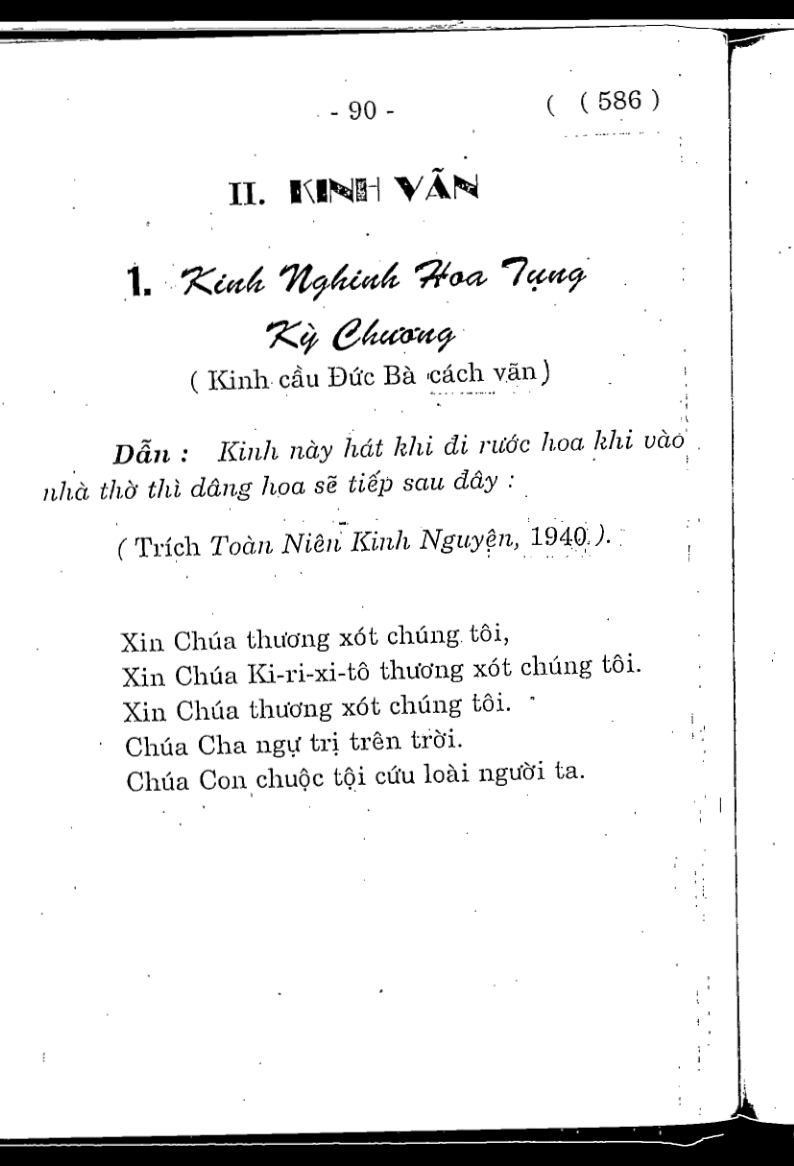 - 90 - ( ( 586 )
II. KINH VÃN
1. Kinh Nghinh Hoa Tụng
Kỳ Chương
( Kinh cầu Đức Bà cách vãn )
Dẫn : Kinh này hát khi đi rước hoa khi vào
nhà thờ thì dâng hoa sẽ tiếp sau đây :
( Trích Toàn Niên Kinh Nguyện, 1940 ).
Xin Chúa thương xót chúng tôi,
Xin Chúa Ki-ri-xi-tô thương xót chúng tôi.
Xin Chúa thương xót chúng tôi.
Chúa Cha ngự trị trên trời.
Chúa Con chuộc tội cứu loài người ta.